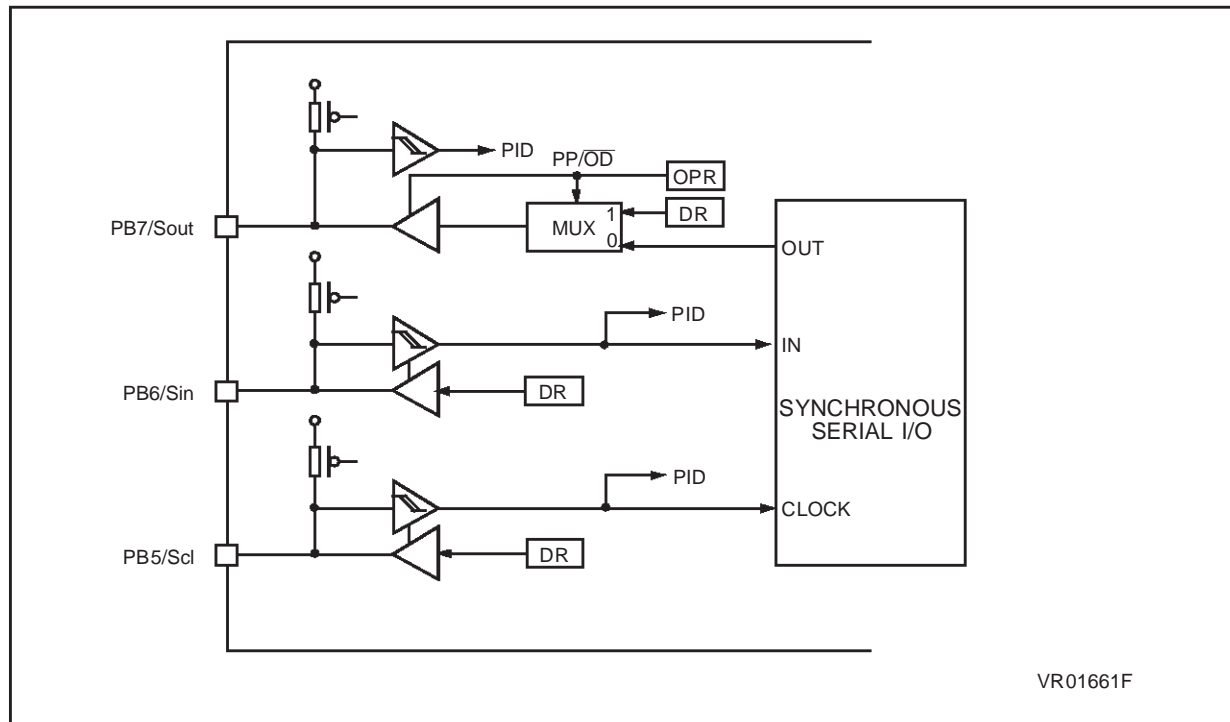 PID
PP/O̅D̅
OPR
PB7/Sout
MUX
1
DR
0
OUT
PID
IN
PB6/Sin
DR
SYNCHRONOUS
SERIAL I/O
PID
CLOCK
PB5/Scl
DR
VR01661F